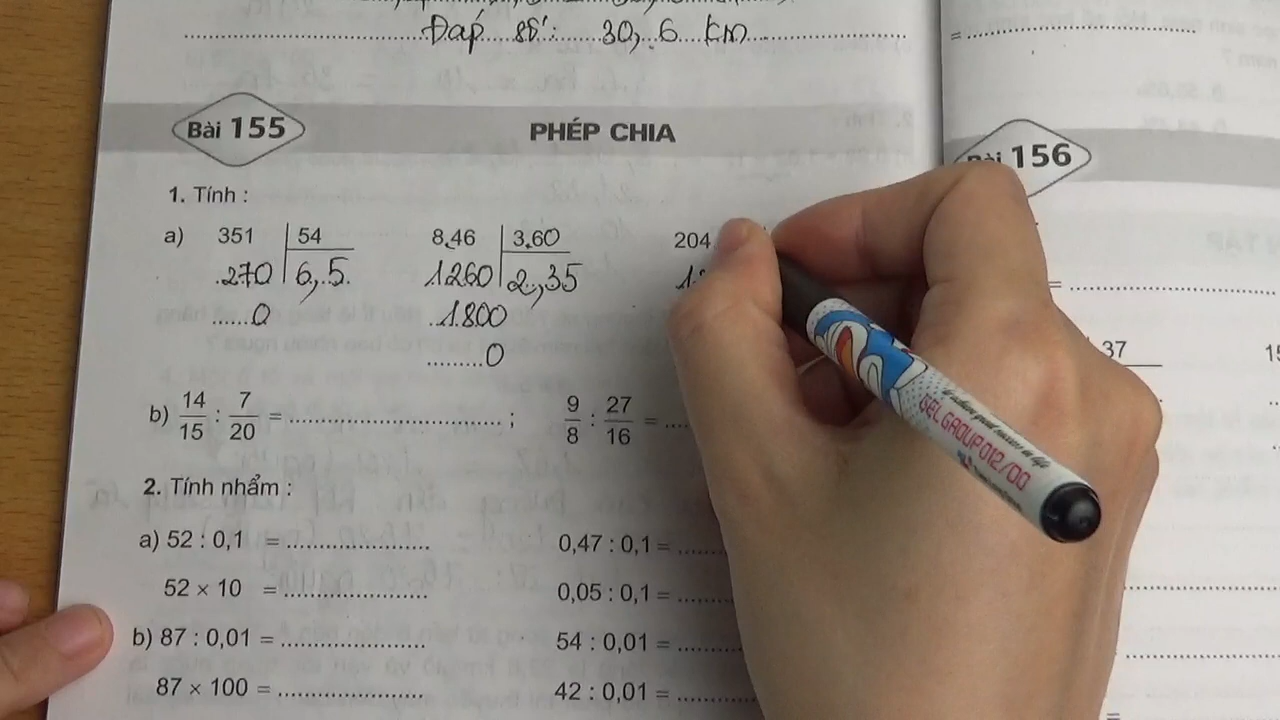 Đáp số: 30,6 km
Bài 155
PHÉP CHIA
Bài 156
1. Tính :
a) 351 54 8,46 3,60 204
270 6,5 1260 2,35
0 1800
0
37
b) 14/15 : 7/20 = ; 9/8 : 27/16 =
2. Tính nhẩm :
a) 52 : 0,1 = 0,47 : 0,1 =
52 × 10 = 0,05 : 0,1 =
b) 87 : 0,01 = 54 : 0,01 =
87 × 100 = 42 : 0,01 =
GEL GROUP 012/DO